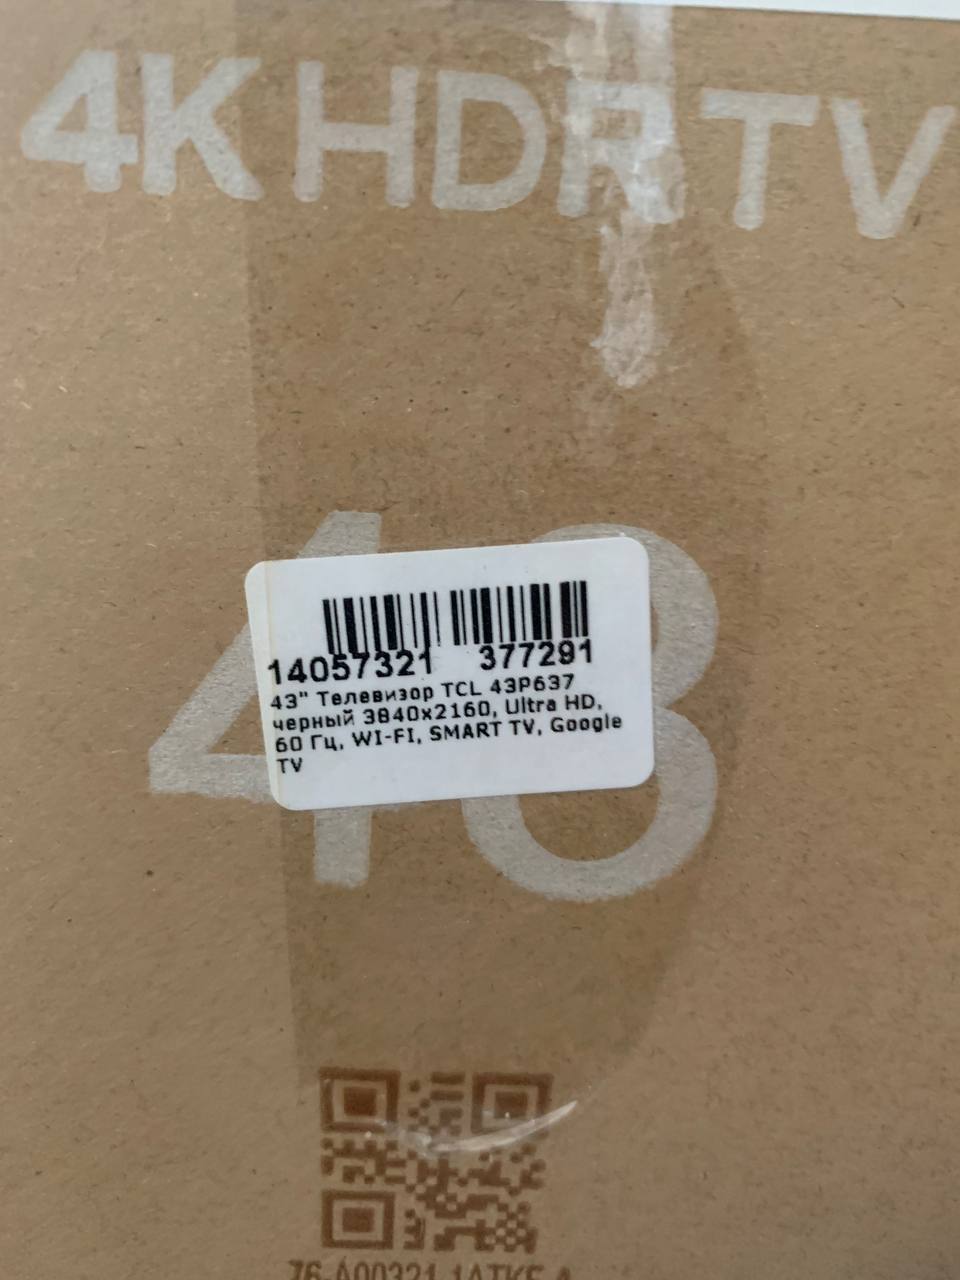 4K HDR TV
43
14057321 377291
43" Телевизор TCL 43P637
черный 3840x2160, Ultra HD,
60 Гц, WI-FI, SMART TV, Google
TV